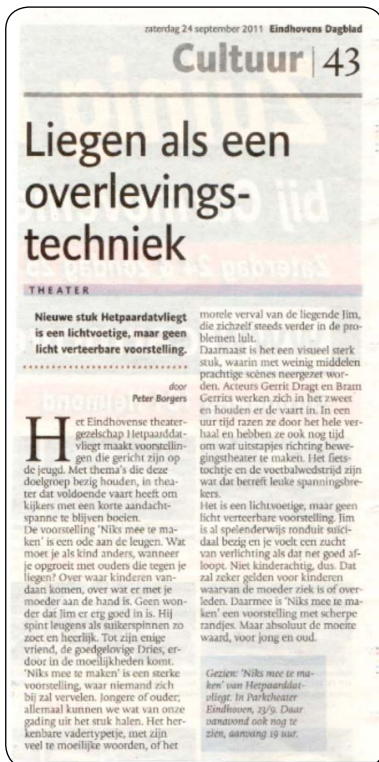 zaterdag 24 september 2011 Eindhovens Dagblad
Cultuur | 43
Liegen als een
overlevings-
techniek
THEATER
Nieuwe stuk Hetpaardatvliegt
is een lichtvoetige, maar geen
licht verteerbare voorstelling.
door
Peter Borgers
Het Eindhovense theater-
gezelschap Hetpaarddat-
vliegt maakt voorstellin-
gen die gericht zijn op
de jeugd. Met thema's die deze
doelgroep bezig houden, in thea-
ter dat voldoende vaart heeft om
kijkers met een korte aandacht-
spanne te blijven boeien.
De voorstelling 'Niks mee te ma-
ken' is een ode aan de leugen. Wat
moet je als kind anders, wanneer
je opgroeit met ouders die tegen je
liegen? Over waar kinderen van-
daan komen, over wat er met je
moeder aan de hand is. Geen won-
der dat Jim er erg goed in is. Hij
spint leugens als suikerspinnen zo
zoet en heerlijk. Tot zijn enige
vriend, de goedgelovige Dries, er-
door in de moeilijkheden komt.
'Niks mee te maken' is een sterke
voorstelling, waar niemand zich
bij zal vervelen. Jongere of ouder;
allemaal kunnen we wat van onze
gading uit het stuk halen. Het her-
kenbare vadertypetje, met zijn
veel te moeilijke woorden, of het
morele verval van de liegende Jim,
die zichzelf steeds verder in de pro-
blemen lult.
Daarnaast is het een visueel sterk
stuk, waarin met weinig middelen
prachtige scènes neergezet wor-
den. Acteurs Gerrit Dragt en Bram
Gerrits werken zich in het zweet
en houden er de vaart in. In een
uur tijd razen ze door het hele ver-
haal en hebben ze ook nog tijd
om wat uitstapjes richting bewe-
gingstheater te maken. Het fiets-
tochtje en de voetbalwedstrijd zijn
wat dat betreft leuke spanningsbre-
kers.
Het is een lichtvoetige, maar geen
licht verteerbare voorstelling. Jim
is al spelenderwijs ronduit suïci-
daal bezig en je voelt een zucht
van verlichting als dat net goed af-
loopt. Niet kinderachtig, dus. Dat
zal zeker gelden voor kinderen
waarvan de moeder ziek is of over-
leden. Daarmee is 'Niks mee te ma-
ken' een voorstelling met scherpe
randjes. Maar absoluut de moeite
waard, voor jong en oud.
Gezien: 'Niks mee te ma-
ken' van Hetpaarddat-
vliegt. In Parktheater
Eindhoven, 23/9. Daar
vanavond ook nog te
zien, aanvang 19 uur.